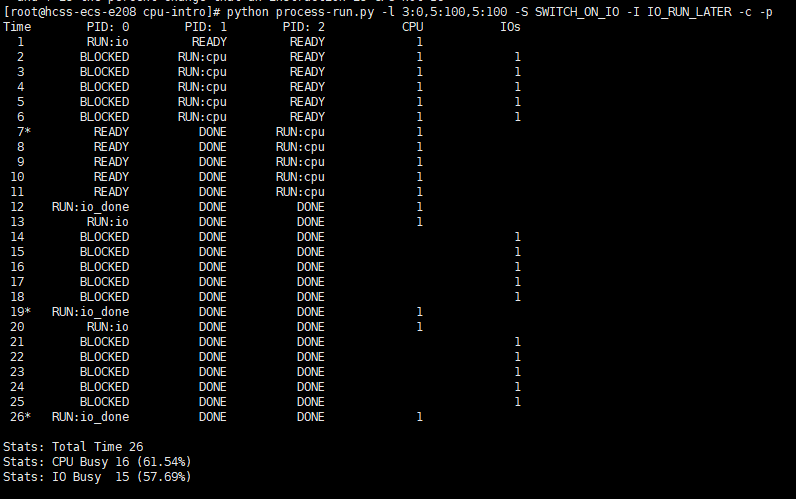 [root@hcss-ecs-e208 cpu-intro]# python process-run.py -l 3:0,5:100,5:100 -S SWITCH_ON_IO -I IO_RUN_LATER -c -p
Time PID: 0 PID: 1 PID: 2 CPU IOs
1 RUN:io READY READY 1
2 BLOCKED RUN:cpu READY 1 1
3 BLOCKED RUN:cpu READY 1 1
4 BLOCKED RUN:cpu READY 1 1
5 BLOCKED RUN:cpu READY 1 1
6 BLOCKED RUN:cpu READY 1 1
7* READY DONE RUN:cpu 1
8 READY DONE RUN:cpu 1
9 READY DONE RUN:cpu 1
10 READY DONE RUN:cpu 1
11 READY DONE RUN:cpu 1
12 RUN:io_done DONE DONE 1
13 RUN:io DONE DONE 1
14 BLOCKED DONE DONE 1
15 BLOCKED DONE DONE 1
16 BLOCKED DONE DONE 1
17 BLOCKED DONE DONE 1
18 BLOCKED DONE DONE 1
19* RUN:io_done DONE DONE 1
20 RUN:io DONE DONE 1
21 BLOCKED DONE DONE 1
22 BLOCKED DONE DONE 1
23 BLOCKED DONE DONE 1
24 BLOCKED DONE DONE 1
25 BLOCKED DONE DONE 1
26* RUN:io_done DONE DONE 1
Stats: Total Time 26
Stats: CPU Busy 16 (61.54%)
Stats: IO Busy 15 (57.69%)